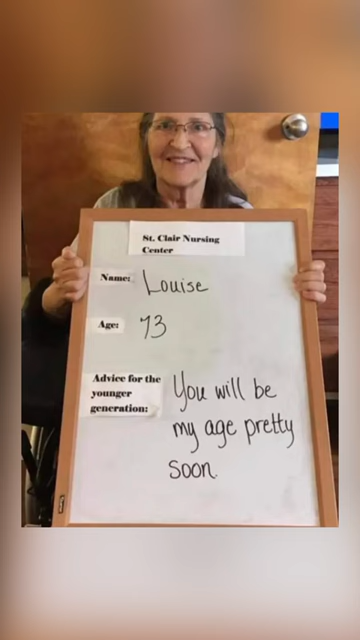 St. Clair Nursing
Center
Name: Louise
Age: 73
Advice for the
younger
generation:
You will be
my age pretty
soon.